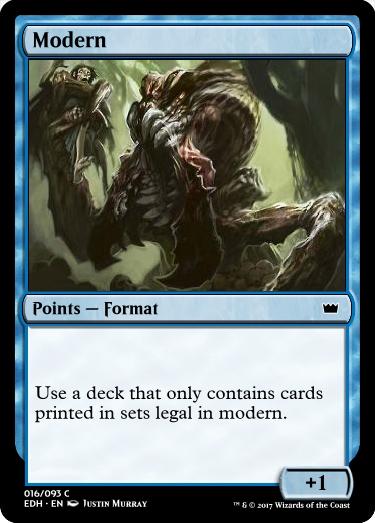 Modern
Points — Format
Use a deck that only contains cards
printed in sets legal in modern.
+1
016/093 C
EDH • EN Justin Murray
™ & © 2017 Wizards of the Coast